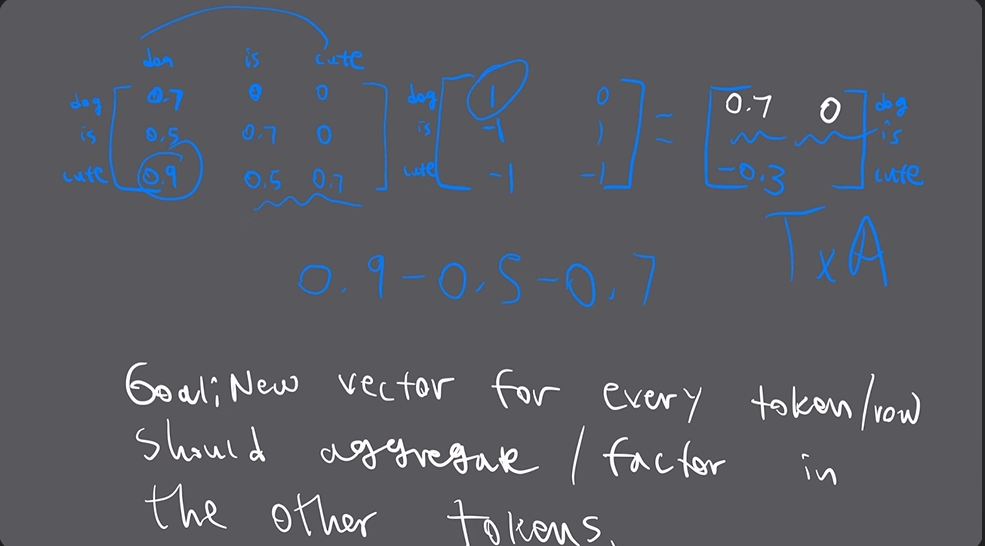 dog is cute
dog 0.7 0 0 dog 1 0 = 0.7 0 dog
is 0.5 0.7 0 is -1 1 is
cute 0.9 0.5 0.7 cute -1 -1 -0.3 cute
T x A
0.9-0.5-0.7
Goal; New vector for every token/row
should aggregate / factor in
the other tokens.